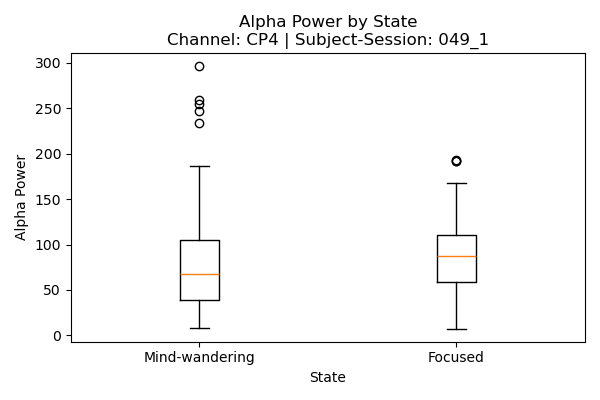 Alpha Power by State
Channel: CP4 | Subject-Session: 049_1
300
250
200
150
100
50
0
Alpha Power
Mind-wandering
Focused
State